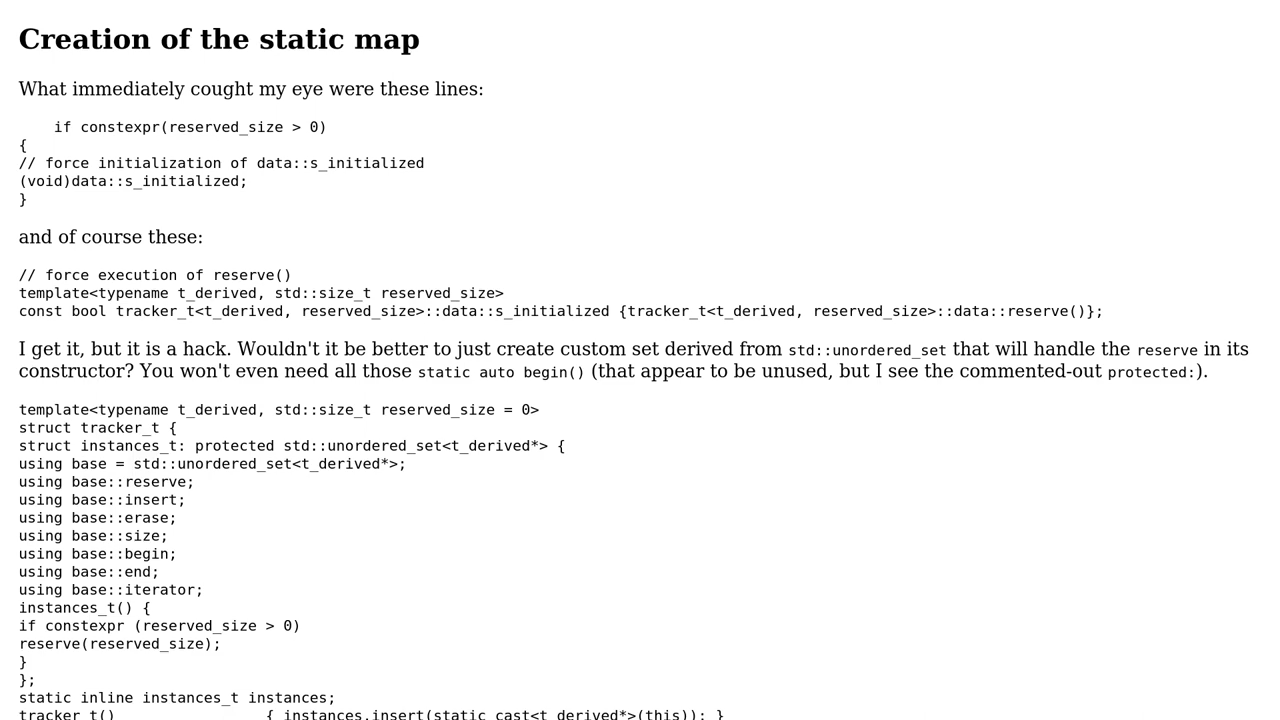 Creation of the static map
What immediately cought my eye were these lines:
    if constexpr(reserved_size > 0)
{
// force initialization of data::s_initialized
(void)data::s_initialized;
}
and of course these:
// force execution of reserve()
template<typename t_derived, std::size_t reserved_size>
const bool tracker_t<t_derived, reserved_size>::data::s_initialized {tracker_t<t_derived, reserved_size>::data::reserve()};
I get it, but it is a hack. Wouldn't it be better to just create custom set derived from std::unordered_set that will handle the reserve in its
constructor? You won't even need all those static auto begin() (that appear to be unused, but I see the commented-out protected:).
template<typename t_derived, std::size_t reserved_size = 0>
struct tracker_t {
struct instances_t: protected std::unordered_set<t_derived*> {
using base = std::unordered_set<t_derived*>;
using base::reserve;
using base::insert;
using base::erase;
using base::size;
using base::begin;
using base::end;
using base::iterator;
instances_t() {
if constexpr (reserved_size > 0)
reserve(reserved_size);
}
};
static inline instances_t instances;
tracker_t()                 { instances.insert(static_cast<t_derived*>(this)); }